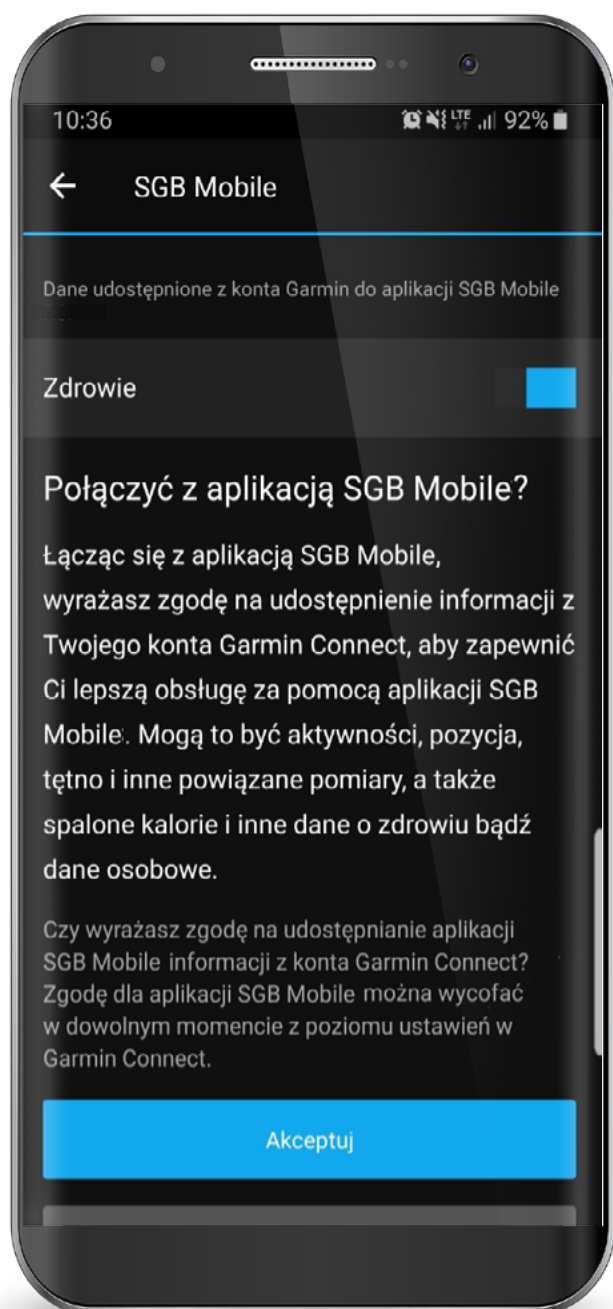 10:36
LTE 92%
SGB Mobile
Dane udostępnione z konta Garmin do aplikacji SGB Mobile
Zdrowie
Połączyć z aplikacją SGB Mobile?
Łącząc się z aplikacją SGB Mobile,
wyrażasz zgodę na udostępnienie informacji z
Twojego konta Garmin Connect, aby zapewnić
Ci lepszą obsługę za pomocą aplikacji SGB
Mobile. Mogą to być aktywności, pozycja,
tętno i inne powiązane pomiary, a także
spalone kalorie i inne dane o zdrowiu bądź
dane osobowe.
Czy wyrażasz zgodę na udostępnianie aplikacji
SGB Mobile informacji z konta Garmin Connect?
Zgodę dla aplikacji SGB Mobile można wycofać
w dowolnym momencie z poziomu ustawień w
Garmin Connect.
Akceptuj